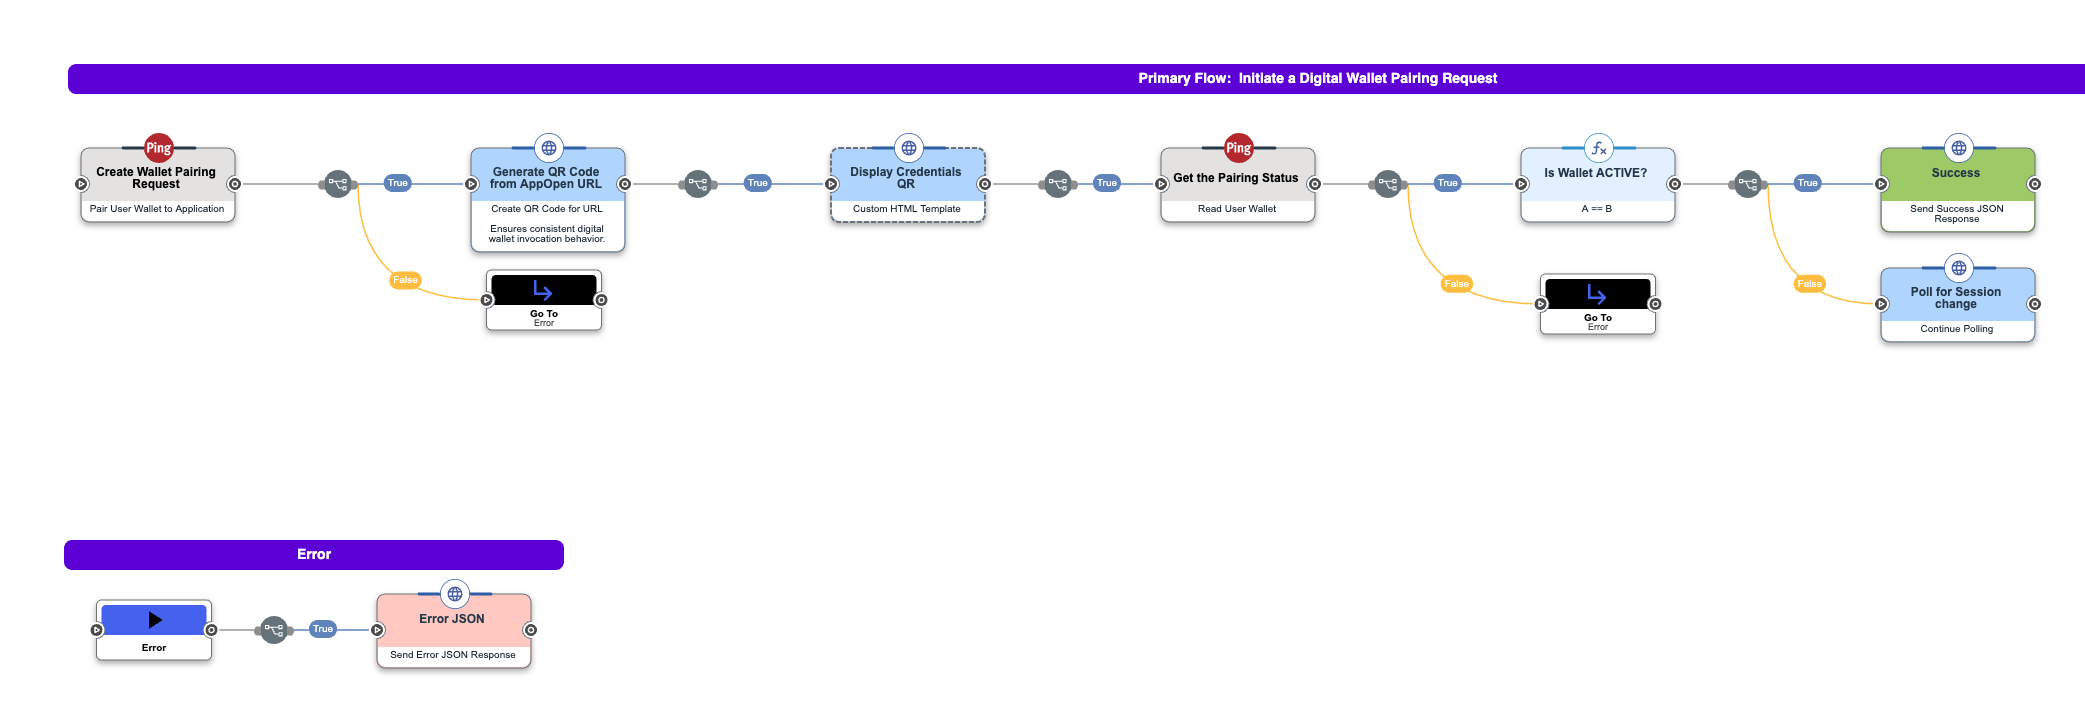 Primary Flow:  Initiate a Digital Wallet Pairing Request
Ping
Create Wallet Pairing
Request
Pair User Wallet to Application
True
False
Generate QR Code
from AppOpen URL
Create QR Code for URL
Ensures consistent digital
wallet invocation behavior.
Go To
Error
True
Display Credentials
QR
Custom HTML Template
True
Ping
Get the Pairing Status
Read User Wallet
True
False
fx
Is Wallet ACTIVE?
A == B
Go To
Error
True
False
Success
Send Success JSON
Response
Poll for Session
change
Continue Polling
Error
Error
True
Error JSON
Send Error JSON Response